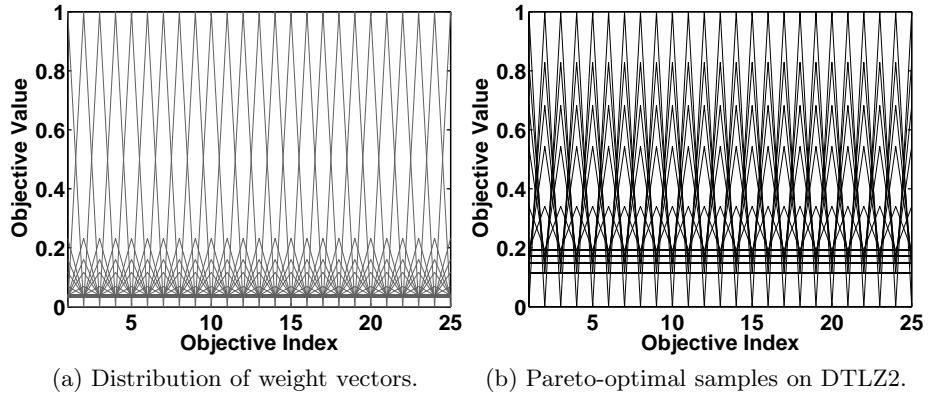 1
0.8
0.6
0.4
0.2
0
Objective Value
5 10 15 20 25
Objective Index
(a) Distribution of weight vectors.
1
0.8
0.6
0.4
0.2
0
Objective Value
5 10 15 20 25
Objective Index
(b) Pareto-optimal samples on DTLZ2.